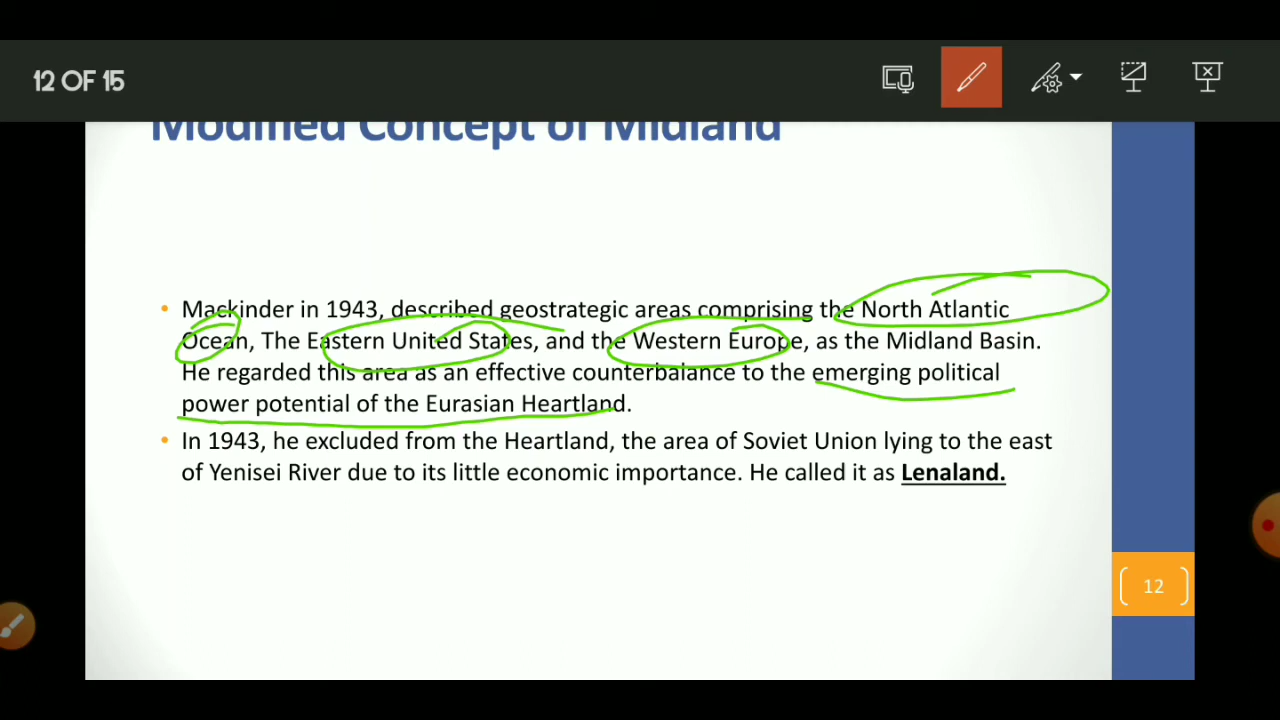 12 OF 15
Modified Concept of Midland
• Mackinder in 1943, described geostrategic areas comprising the North Atlantic
Ocean, The Eastern United States, and the Western Europe, as the Midland Basin.
He regarded this area as an effective counterbalance to the emerging political
power potential of the Eurasian Heartland.
• In 1943, he excluded from the Heartland, the area of Soviet Union lying to the east
of Yenisei River due to its little economic importance. He called it as Lenaland.
12